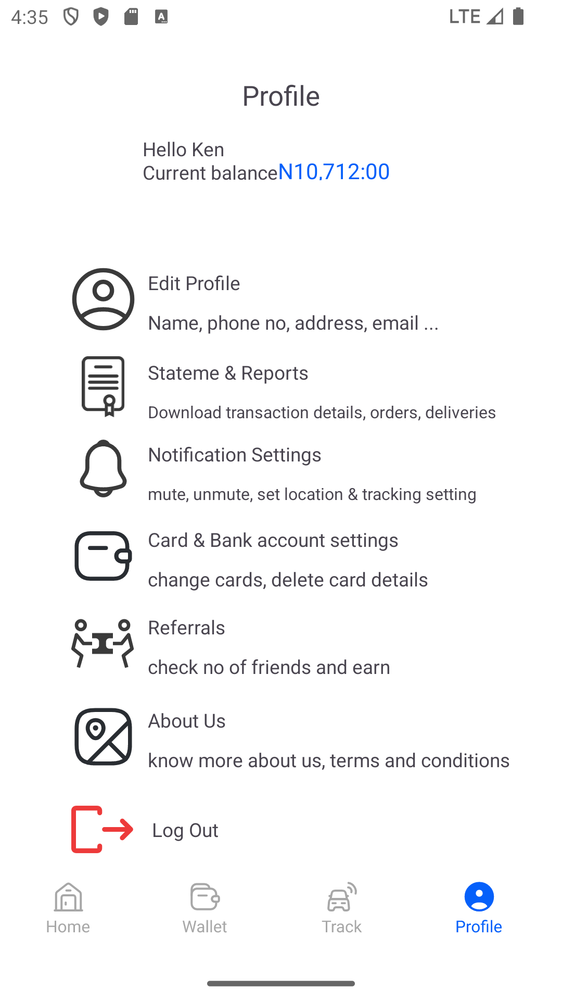 4:35
LTE
Profile
Hello Ken
Current balanceN10,712:00
Edit Profile
Name, phone no, address, email ...
Stateme & Reports
Download transaction details, orders, deliveries
Notification Settings
mute, unmute, set location & tracking setting
Card & Bank account settings
change cards, delete card details
Referrals
check no of friends and earn
About Us
know more about us, terms and conditions
Log Out
Home
Wallet
Track
Profile